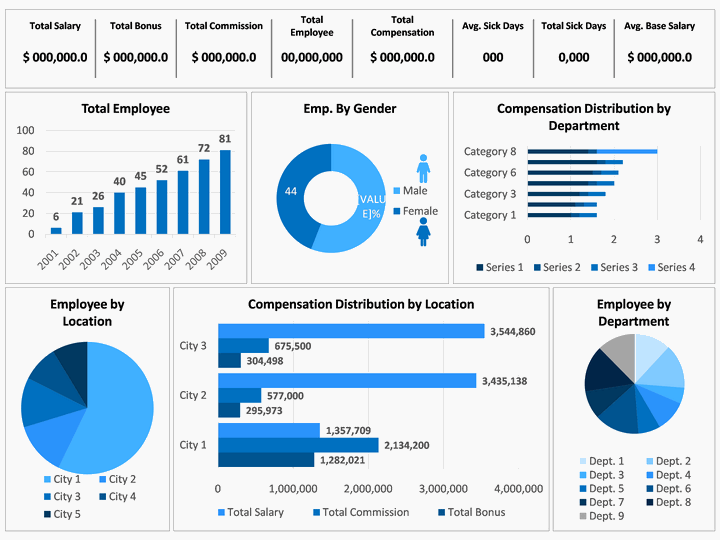 Total Salary
$ 000,000.0
Total Bonus
$ 000,000.0
Total Commission
$ 000,000.0
Total
Employee
00,000,000
Total
Compensation
$ 000,000.0
Avg. Sick Days
000
Total Sick Days
0,000
Avg. Base Salary
$ 000,000.0
Total Employee
100
80
60
40
20
0
6
21
26
40
45
52
61
72
81
2001
2002
2003
2004
2005
2006
2007
2008
2009
Emp. By Gender
44
[VALU
E]%
Male
Female
Compensation Distribution by
Department
Category 8
Category 6
Category 3
Category 1
0 1 2 3 4
Series 1 Series 2 Series 3 Series 4
Employee by
Location
City 1 City 2
City 3 City 4
City 5
Compensation Distribution by Location
City 3
3,544,860
675,500
304,498
City 2
3,435,138
577,000
295,973
City 1
1,357,709
2,134,200
1,282,021
0 1,000,000 2,000,000 3,000,000 4,000,000
Total Salary Total Commission Total Bonus
Employee by
Department
Dept. 1 Dept. 2
Dept. 3 Dept. 4
Dept. 5 Dept. 6
Dept. 7 Dept. 8
Dept. 9